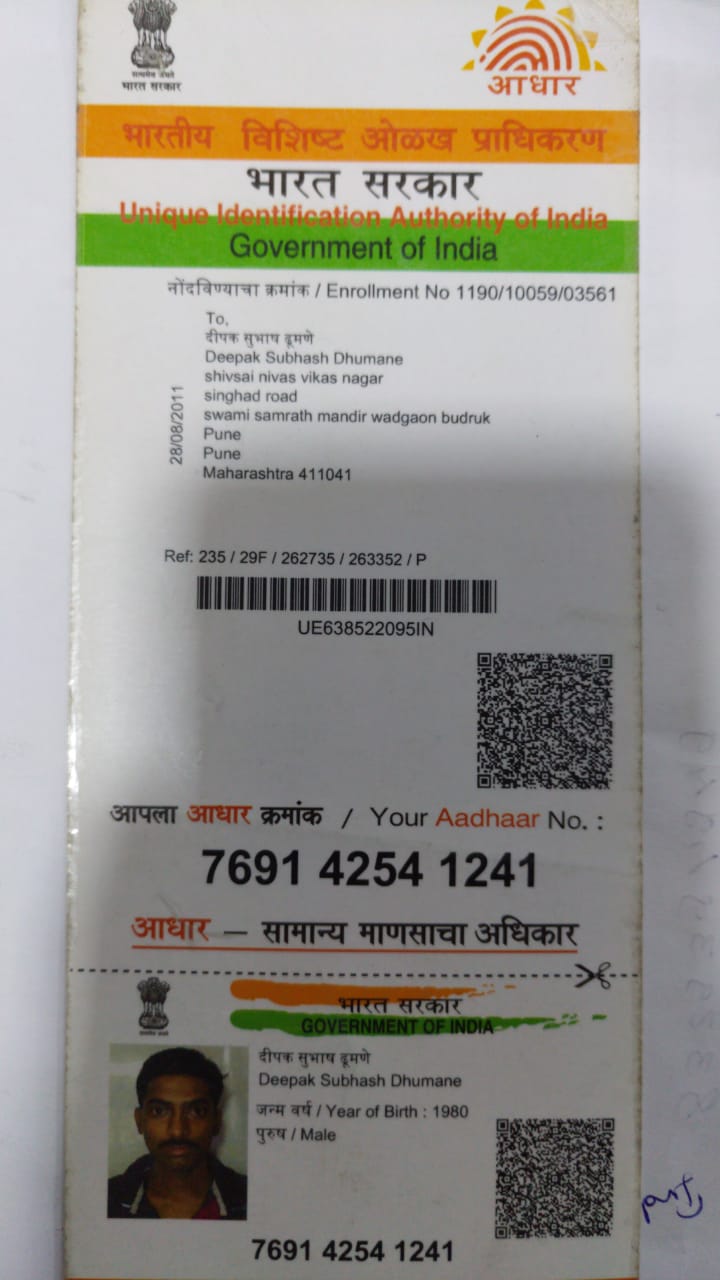 सत्यमेव जयते
भारत सरकार
आधार
भारतीय विशिष्ट ओळख प्राधिकरण
भारत सरकार
Unique Identification Authority of India
Government of India
नोंदविण्याचा क्रमांक / Enrollment No 1190/10059/03561
To,
दीपक सुभाष ढूमणे
Deepak Subhash Dhumane
shivsai nivas vikas nagar
singhad road
swami samrath mandir wadgaon budruk
Pune
Pune
Maharashtra 411041
28/08/2011
Ref: 235 / 29F / 262735 / 263352 / P
UE638522095IN
आपला आधार क्रमांक / Your Aadhaar No. :
7691 4254 1241
आधार — सामान्य माणसाचा अधिकार
भारत सरकार
GOVERNMENT OF INDIA
दीपक सुभाष ढूमणे
Deepak Subhash Dhumane
जन्म वर्ष / Year of Birth : 1980
पुरुष / Male
7691 4254 1241